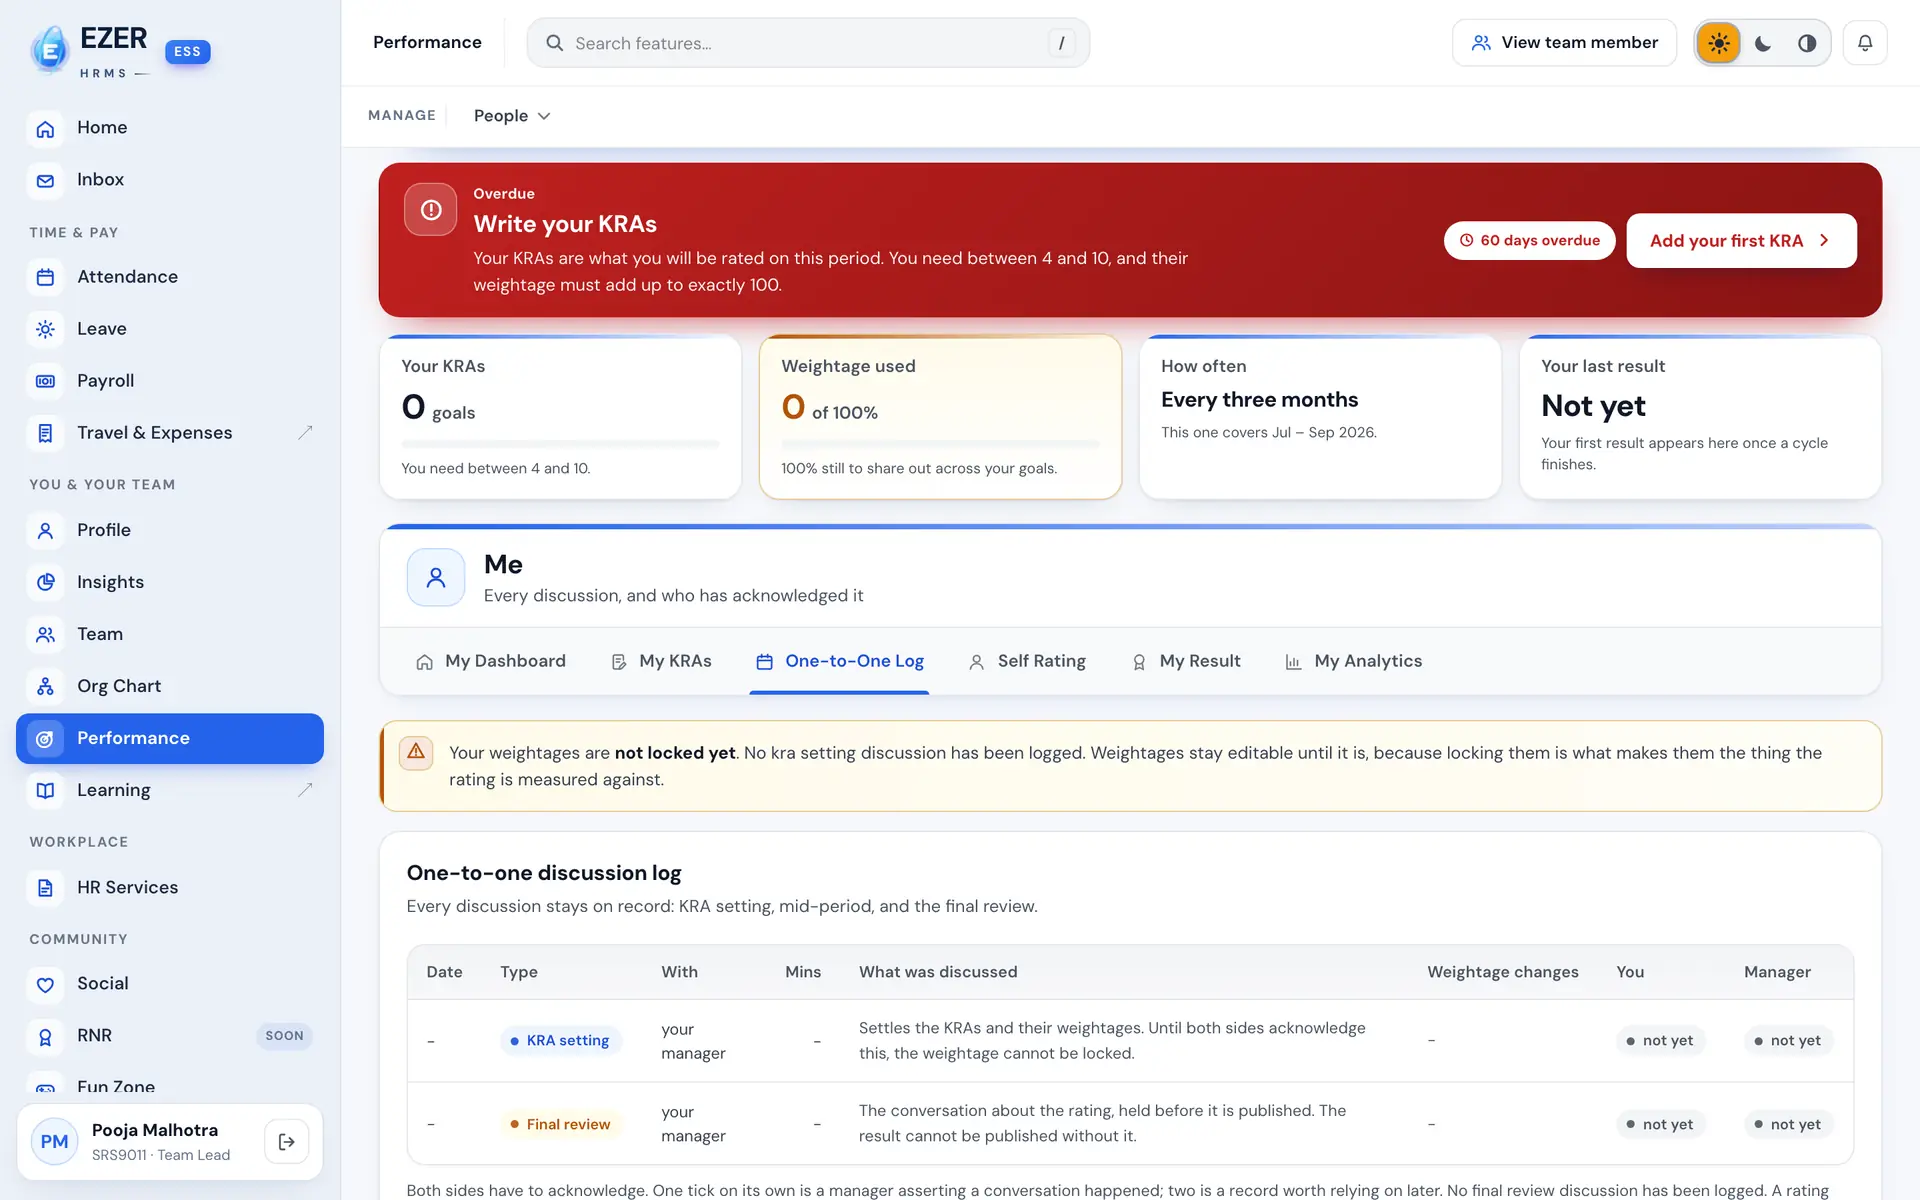 EZER
HRMS
ESS
Home
Inbox
TIME & PAY
Attendance
Leave
Payroll
Travel & Expenses
YOU & YOUR TEAM
Profile
Insights
Team
Org Chart
Performance
Learning
WORKPLACE
HR Services
COMMUNITY
Social
RNR
SOON
Fun Zone
PM
Pooja Malhotra
SRS9011 · Team Lead
Performance
Search features...
/
View team member
MANAGE
People
Overdue
Write your KRAs
Your KRAs are what you will be rated on this period. You need between 4 and 10, and their
weightage must add up to exactly 100.
60 days overdue
Add your first KRA
Your KRAs
0 goals
You need between 4 and 10.
Weightage used
0 of 100%
100% still to share out across your goals.
How often
Every three months
This one covers Jul – Sep 2026.
Your last result
Not yet
Your first result appears here once a cycle
finishes.
Me
Every discussion, and who has acknowledged it
My Dashboard
My KRAs
One-to-One Log
Self Rating
My Result
My Analytics
Your weightages are not locked yet. No kra setting discussion has been logged. Weightages stay editable until it is, because locking them is what makes them the thing the
rating is measured against.
One-to-one discussion log
Every discussion stays on record: KRA setting, mid-period, and the final review.
Date Type With Mins What was discussed Weightage changes You Manager
– KRA setting your manager – Settles the KRAs and their weightages. Until both sides acknowledge
this, the weightage cannot be locked. – not yet not yet
– Final review your manager – The conversation about the rating, held before it is published. The
result cannot be published without it. – not yet not yet
Both sides have to acknowledge. One tick on its own is a manager asserting a conversation happened; two is a record worth relying on later. No final review discussion has been logged. A rating